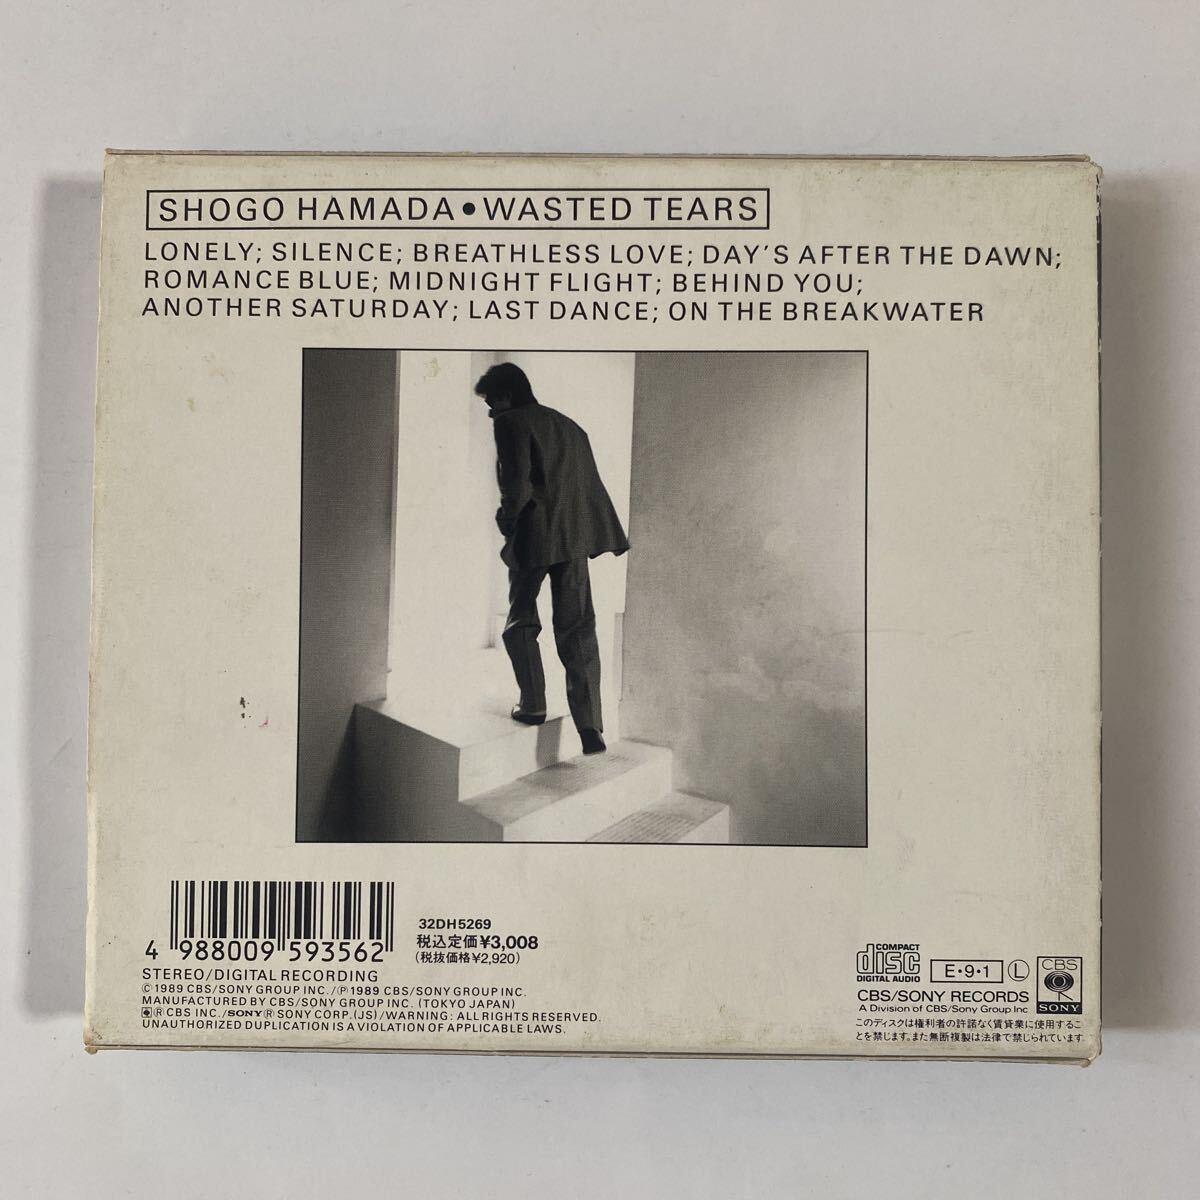 SHOGO HAMADA•WASTED TEARS
LONELY; SILENCE; BREATHLESS LOVE; DAY'S AFTER THE DAWN;
ROMANCE BLUE; MIDNIGHT FLIGHT; BEHIND YOU;
ANOTHER SATURDAY; LAST DANCE; ON THE BREAKWATER
32DH5269
税込定価¥3,008
(税抜価格¥2,920)
4 988009 593562
STEREO/DIGITAL RECORDING
©1989 CBS/SONY GROUP INC./℗1989 CBS/SONY GROUP INC.
MANUFACTURED BY CBS/SONY GROUP INC. (TOKYO JAPAN)
® CBS INC./SONY® SONY CORP.(JS)/WARNING: ALL RIGHTS RESERVED.
UNAUTHORIZED DUPLICATION IS A VIOLATION OF APPLICABLE LAWS.
COMPACT
disc
DIGITAL AUDIO
E•9•1
L
CBS
SONY
CBS/SONY RECORDS
A Division of CBS/Sony Group Inc
このディスクは権利者の許諾なく賃貸業に使用するこ
とを禁じます。また無断複製は法律で禁じられています。